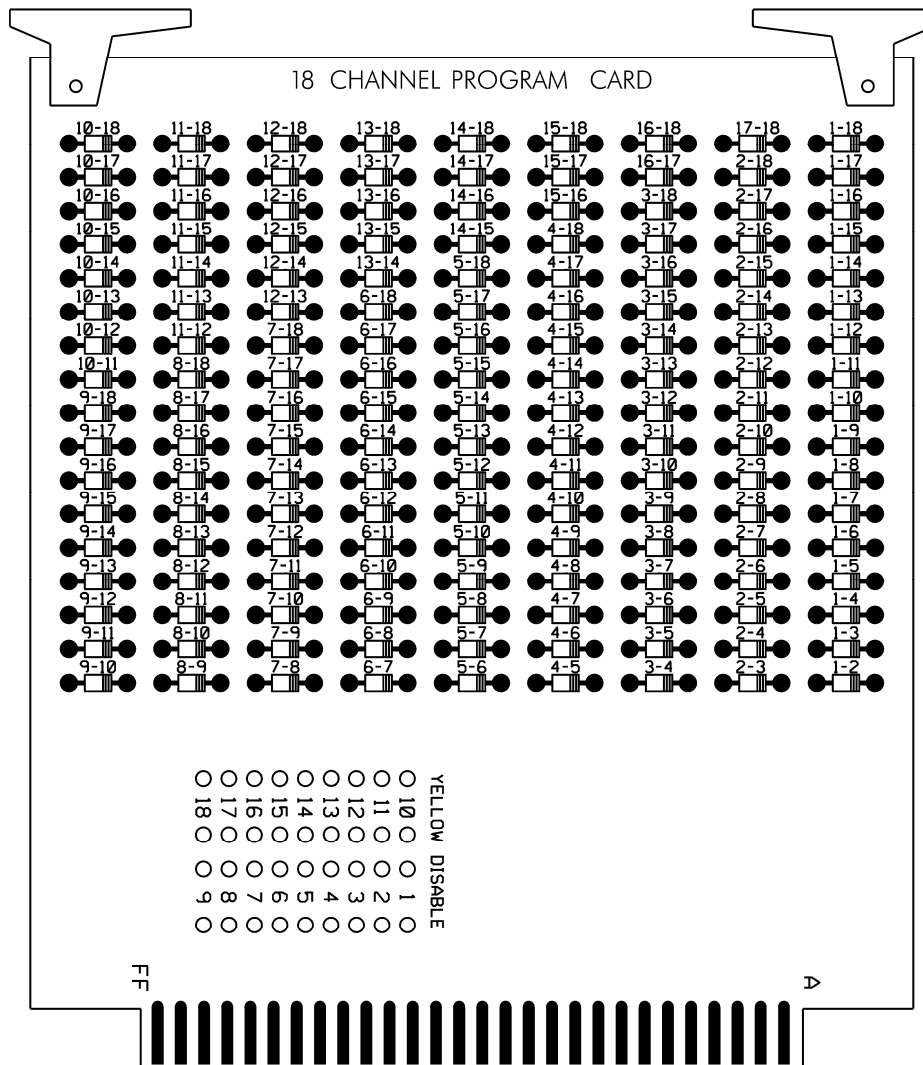 18 CHANNEL PROGRAM CARD
10-18 11-18 12-18 13-18 14-18 15-18 16-18 17-18 1-18
10-17 11-17 12-17 13-17 14-17 15-17 16-17 2-18 1-17
10-16 11-16 12-16 13-16 14-16 15-16 3-18 2-17 1-16
10-15 11-15 12-15 13-15 14-15 4-18 3-17 2-16 1-15
10-14 11-14 12-14 13-14 5-18 4-17 3-16 2-15 1-14
10-13 11-13 12-13 6-18 5-17 4-16 3-15 2-14 1-13
10-12 11-12 7-18 6-17 5-16 4-15 3-14 2-13 1-12
10-11 8-18 7-17 6-16 5-15 4-14 3-13 2-12 1-11
9-18 8-17 7-16 6-15 5-14 4-13 3-12 2-11 1-10
9-17 8-16 7-15 6-14 5-13 4-12 3-11 2-10 1-9
9-16 8-15 7-14 6-13 5-12 4-11 3-10 2-9 1-8
9-15 8-14 7-13 6-12 5-11 4-10 3-9 2-8 1-7
9-14 8-13 7-12 6-11 5-10 4-9 3-8 2-7 1-6
9-13 8-12 7-11 6-10 5-9 4-8 3-7 2-6 1-5
9-12 8-11 7-10 6-9 5-8 4-7 3-6 2-5 1-4
9-11 8-10 7-9 6-8 5-7 4-6 3-5 2-4 1-3
9-10 8-9 7-8 6-7 5-6 4-5 3-4 2-3 1-2
YELLOW DISABLE
18 17 16 15 14 13 12 11 10
9 8 7 6 5 4 3 2 1
FF
A